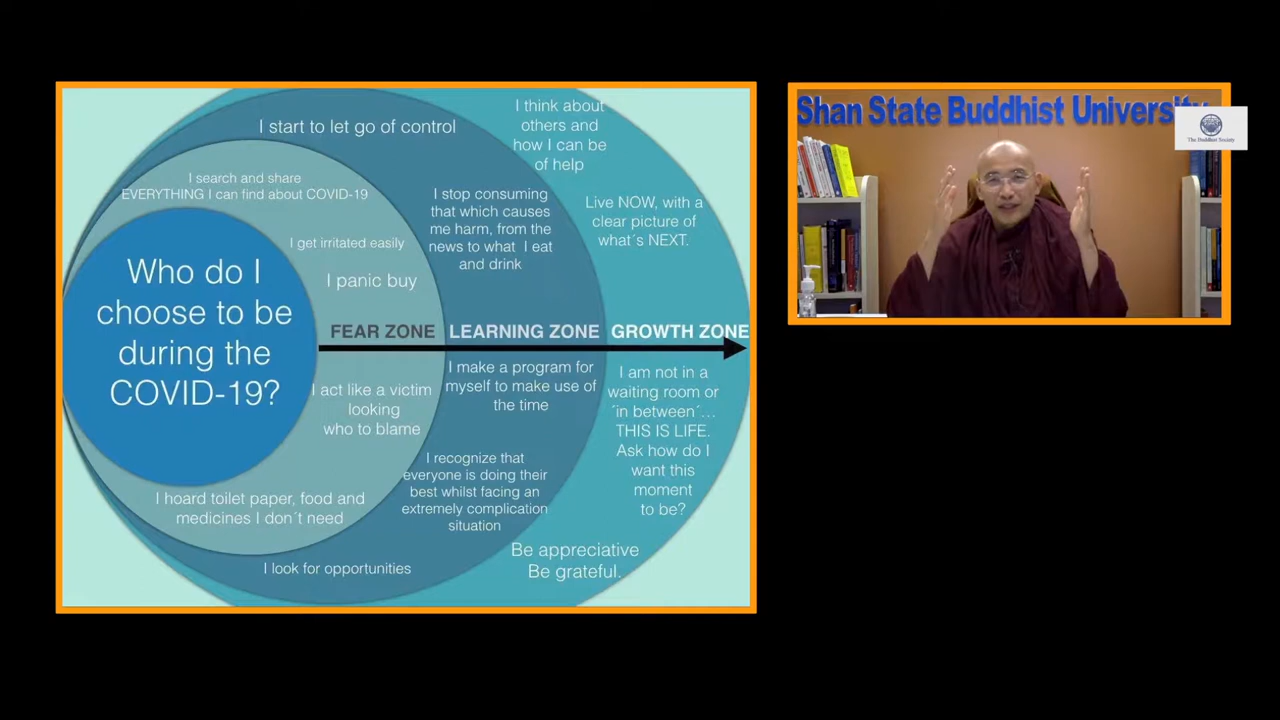 I think about
others and
how I can be
of help
I start to let go of control
I search and share
EVERYTHING I can find about COVID-19
I stop consuming
that which causes
me harm, from the
news to what I eat
and drink
Live NOW, with a
clear picture of
what´s NEXT.
I get irritated easily
I panic buy
Who do I
choose to be
during the
COVID-19?
FEAR ZONE
LEARNING ZONE
GROWTH ZONE
I act like a victim
looking
who to blame
I make a program for
myself to make use of
the time
I am not in a
waiting room or
´in between´...
THIS IS LIFE.
Ask how do I
want this
moment
to be?
I recognize that
everyone is doing their
best whilst facing an
extremely complication
situation
I hoard toilet paper, food and
medicines I don´t need
I look for opportunities
Be appreciative
Be grateful.
Shan State Buddhist University
The Buddhist Society